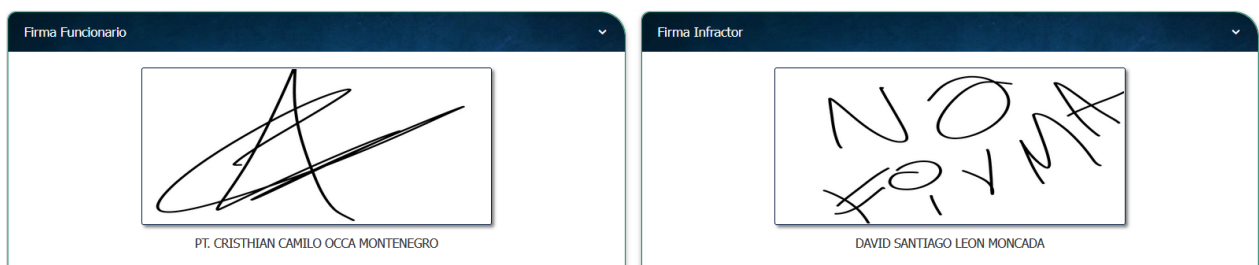 Firma Funcionario
PT. CRISTHIAN CAMILO OCCA MONTENEGRO
Firma Infractor
NO
FIRMA
DAVID SANTIAGO LEON MONCADA